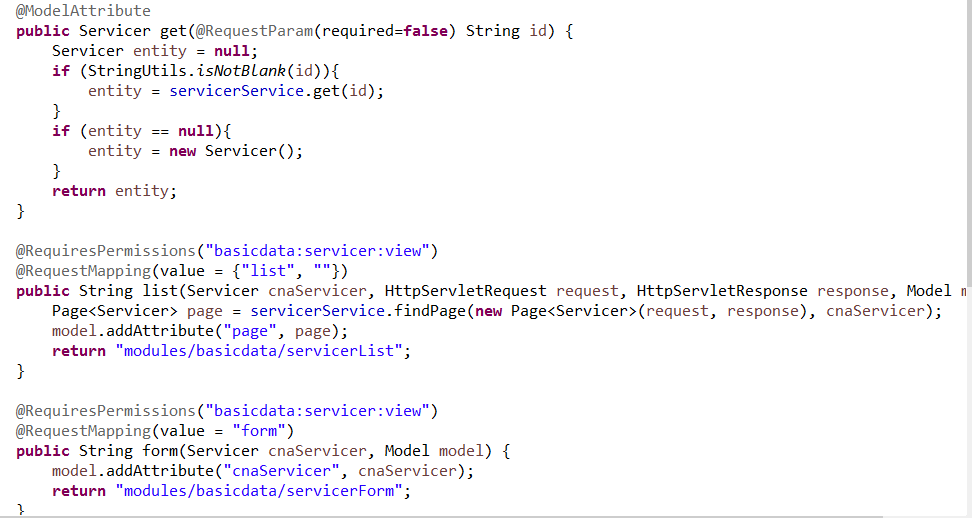 @ModelAttribute
public Servicer get(@RequestParam(required=false) String id) {
    Servicer entity = null;
    if (StringUtils.isNotBlank(id)){
        entity = servicerService.get(id);
    }
    if (entity == null){
        entity = new Servicer();
    }
    return entity;
}

@RequiresPermissions("basicdata:servicer:view")
@RequestMapping(value = {"list", ""})
public String list(Servicer cnaServicer, HttpServletRequest request, HttpServletResponse response, Model
    Page<Servicer> page = servicerService.findPage(new Page<Servicer>(request, response), cnaServicer);
    model.addAttribute("page", page);
    return "modules/basicdata/servicerList";
}

@RequiresPermissions("basicdata:servicer:view")
@RequestMapping(value = "form")
public String form(Servicer cnaServicer, Model model) {
    model.addAttribute("cnaServicer", cnaServicer);
    return "modules/basicdata/servicerForm";
}